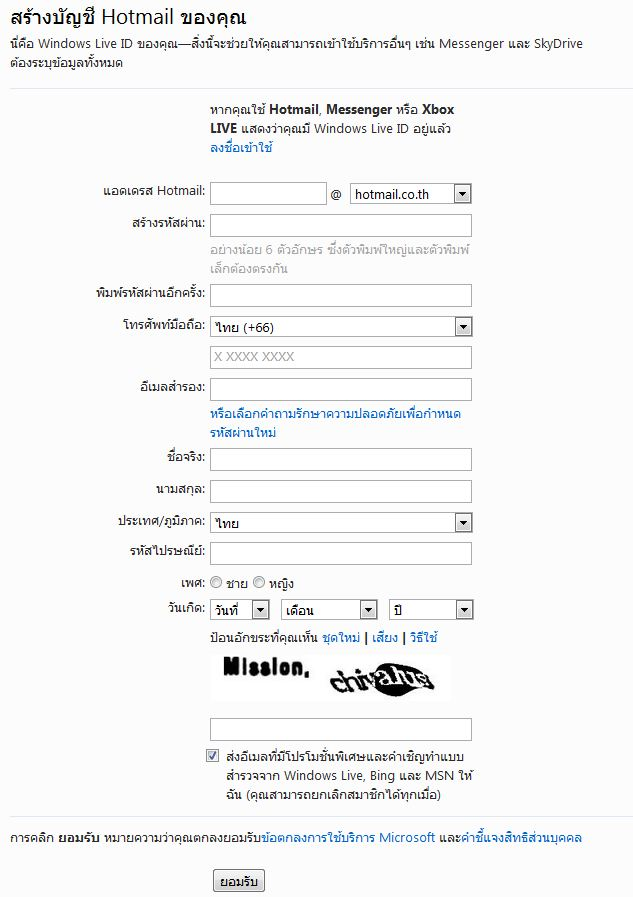 สร้างบัญชี Hotmail ของคุณ
นี่คือ Windows Live ID ของคุณ—สิ่งนี้จะช่วยให้คุณสามารถเข้าใช้บริการอื่นๆ เช่น Messenger และ SkyDrive
ต้องระบุข้อมูลทั้งหมด
หากคุณใช้ Hotmail, Messenger หรือ Xbox
LIVE แสดงว่าคุณมี Windows Live ID อยู่แล้ว
ลงชื่อเข้าใช้
แอดเดรส Hotmail: @ hotmail.co.th
สร้างรหัสผ่าน:
อย่างน้อย 6 ตัวอักษร ซึ่งตัวพิมพ์ใหญ่และตัวพิมพ์
เล็กต้องตรงกัน
พิมพ์รหัสผ่านอีกครั้ง:
โทรศัพท์มือถือ: ไทย (+66)
X XXXX XXXX
อีเมลสำรอง:
หรือเลือกคำถามรักษาความปลอดภัยเพื่อกำหนด
รหัสผ่านใหม่
ชื่อจริง:
นามสกุล:
ประเทศ/ภูมิภาค: ไทย
รหัสไปรษณีย์:
เพศ: ชาย หญิง
วันเกิด: วันที่ เดือน ปี
ป้อนอักขระที่คุณเห็น ชุดใหม่ | เสียง | วิธีใช้
Mission,
ส่งอีเมลที่มีโปรโมชั่นพิเศษและคำเชิญทำแบบ
สำรวจจาก Windows Live, Bing และ MSN ให้
ฉัน (คุณสามารถยกเลิกสมาชิกได้ทุกเมื่อ)
การคลิก ยอมรับ หมายความว่าคุณตกลงยอมรับข้อตกลงการใช้บริการ Microsoft และคำชี้แจงสิทธิส่วนบุคคล
ยอมรับ